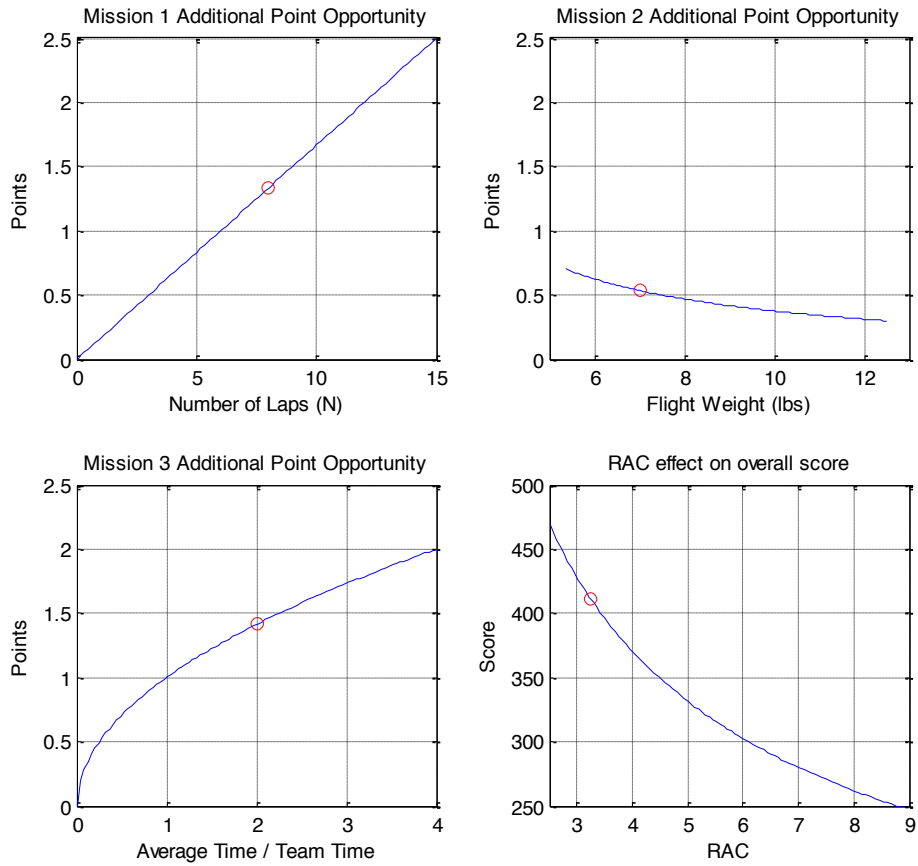 Mission 1 Additional Point Opportunity
2.5
2
1.5
1
0.5
0
Points
0 5 10 15
Number of Laps (N)
Mission 2 Additional Point Opportunity
2.5
2
1.5
1
0.5
0
Points
6 8 10 12
Flight Weight (lbs)
Mission 3 Additional Point Opportunity
2.5
2
1.5
1
0.5
0
Points
0 1 2 3 4
Average Time / Team Time
RAC effect on overall score
500
450
400
350
300
250
Score
3 4 5 6 7 8 9
RAC